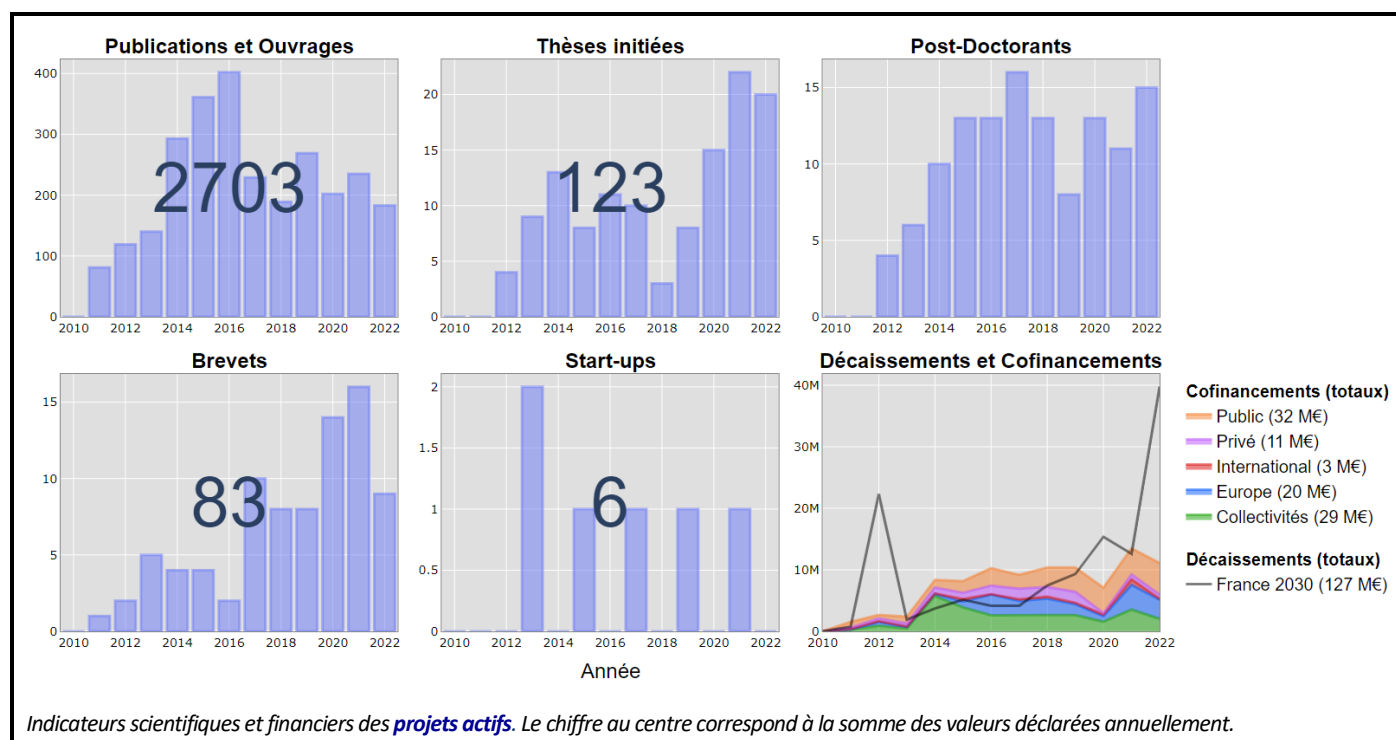 Publications et Ouvrages
400
300
200
100
0
2010 2012 2014 2016 2018 2020 2022
2703
Thèses initiées
20
15
10
5
0
2010 2012 2014 2016 2018 2020 2022
123
Post-Doctorants
15
10
5
0
2010 2012 2014 2016 2018 2020 2022
Brevets
15
10
5
0
2010 2012 2014 2016 2018 2020 2022
83
Start-ups
2
1.5
1
0.5
0
2010 2012 2014 2016 2018 2020 2022
6
Année
Décaissements et Cofinancements
40M
30M
20M
10M
0
2010 2012 2014 2016 2018 2020 2022
Cofinancements (totaux)
Public (32 M€)
Privé (11 M€)
International (3 M€)
Europe (20 M€)
Collectivités (29 M€)
Décaissements (totaux)
France 2030 (127 M€)
Indicateurs scientifiques et financiers des projets actifs. Le chiffre au centre correspond à la somme des valeurs déclarées annuellement.